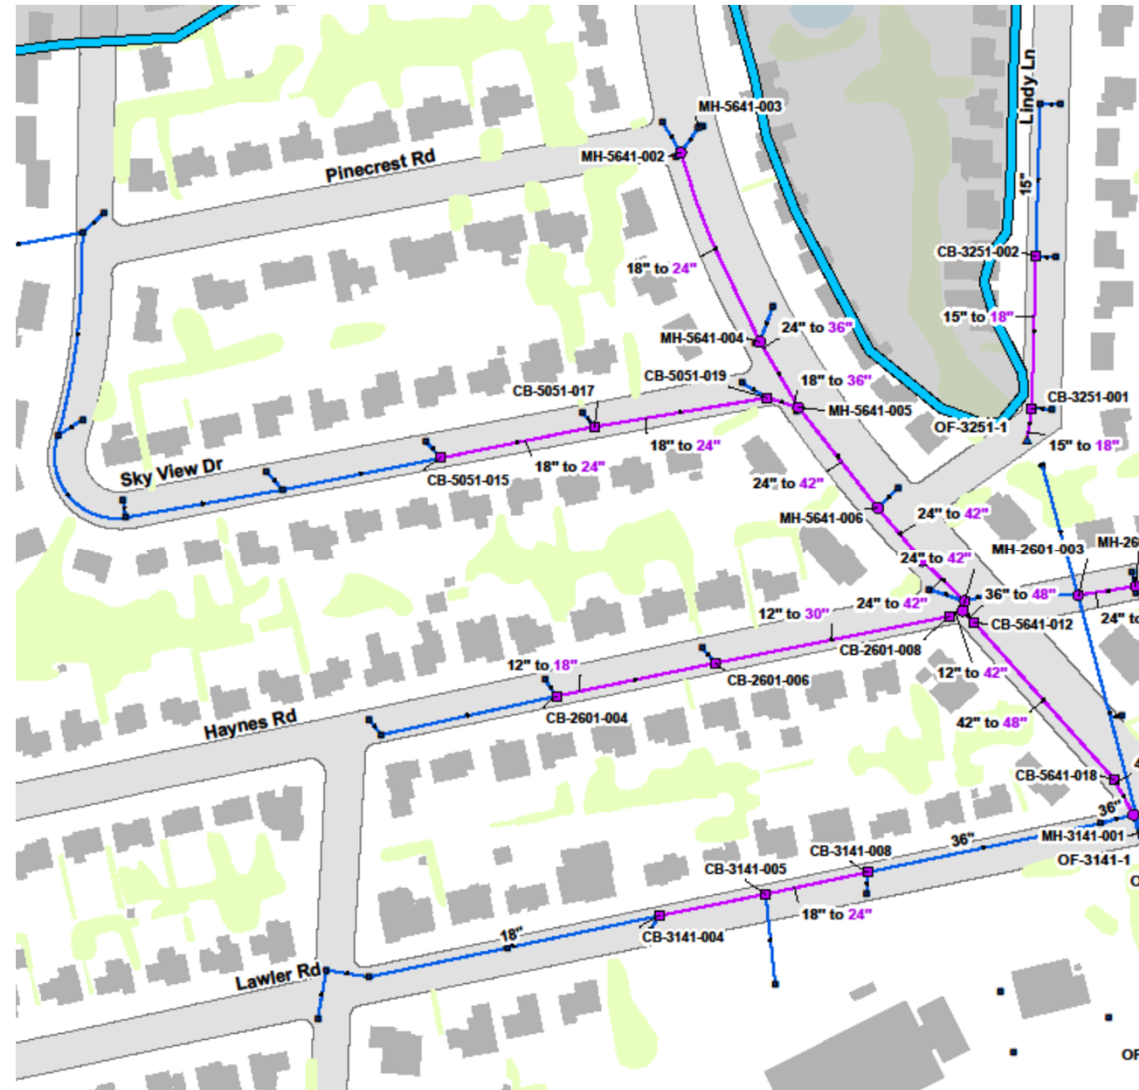 Lindy Ln
MH-5641-003
MH-5641-002
Pinecrest Rd
15"
CB-3251-002
18" to 24"
15" to 18"
24" to 36"
MH-5641-004
CB-5051-019
18" to 36"
CB-5051-017
MH-5641-005
CB-3251-001
OF-3251-1
15" to 18"
18" to 24"
Sky View Dr
18" to 24"
CB-5051-015
24" to 42"
MH-5641-006
24" to 42"
MH-2601-003
MH-26
24" to 42"
24" to 42"
36" to 48"
12" to 30"
24" to
CB-5641-012
CB-2601-008
12" to 18"
12" to 42"
CB-2601-006
CB-2601-004
Haynes Rd
42" to 48"
CB-5641-018
4
36"
36"
MH-3141-001
CB-3141-008
OF-3141-1
CB-3141-005
O
18" to 24"
18"
CB-3141-004
Lawler Rd
OF